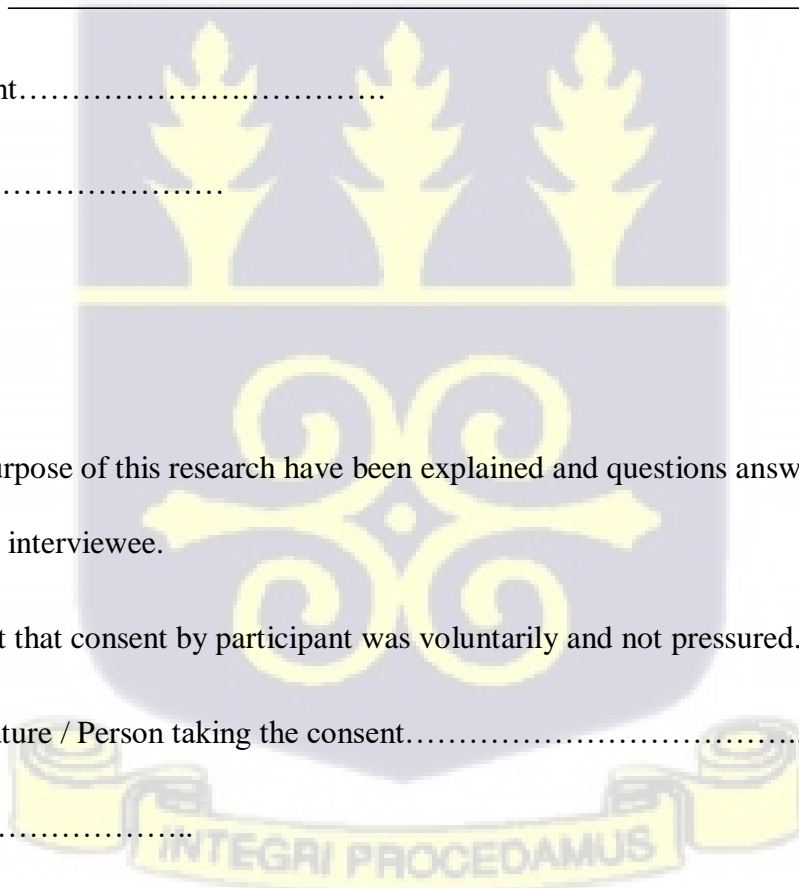 nt…………………..………….
…………………….…
urpose of this research have been explained and questions answ
interviewee.
t that consent by participant was voluntarily and not pressured.
ture / Person taking the consent………………………………….
………………..
INTEGRI PROCEDAMUS